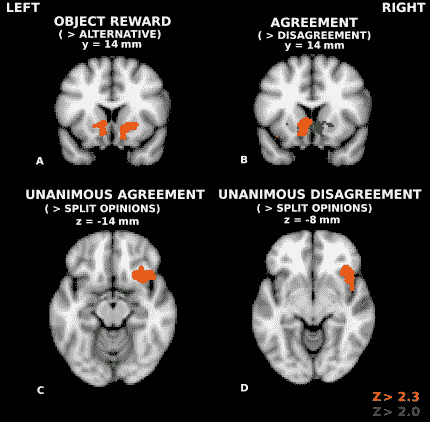 LEFT
RIGHT
OBJECT REWARD
( > ALTERNATIVE)
y = 14 mm
AGREEMENT
( > DISAGREEMENT)
y = 14 mm
A
B
UNANIMOUS AGREEMENT
( > SPLIT OPINIONS)
z = -14 mm
UNANIMOUS DISAGREEMENT
( > SPLIT OPINIONS)
z = -8 mm
C
D
Z > 2.3
Z > 2.0